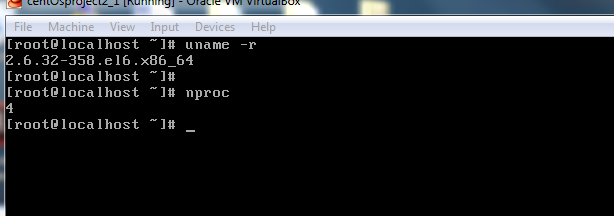 centOsproject2_1 [Running] - Oracle VM VirtualBox
File Machine View Input Devices Help
[root@localhost ~]# uname -r
2.6.32-358.el6.x86_64
[root@localhost ~]#
[root@localhost ~]# nproc
4
[root@localhost ~]# _